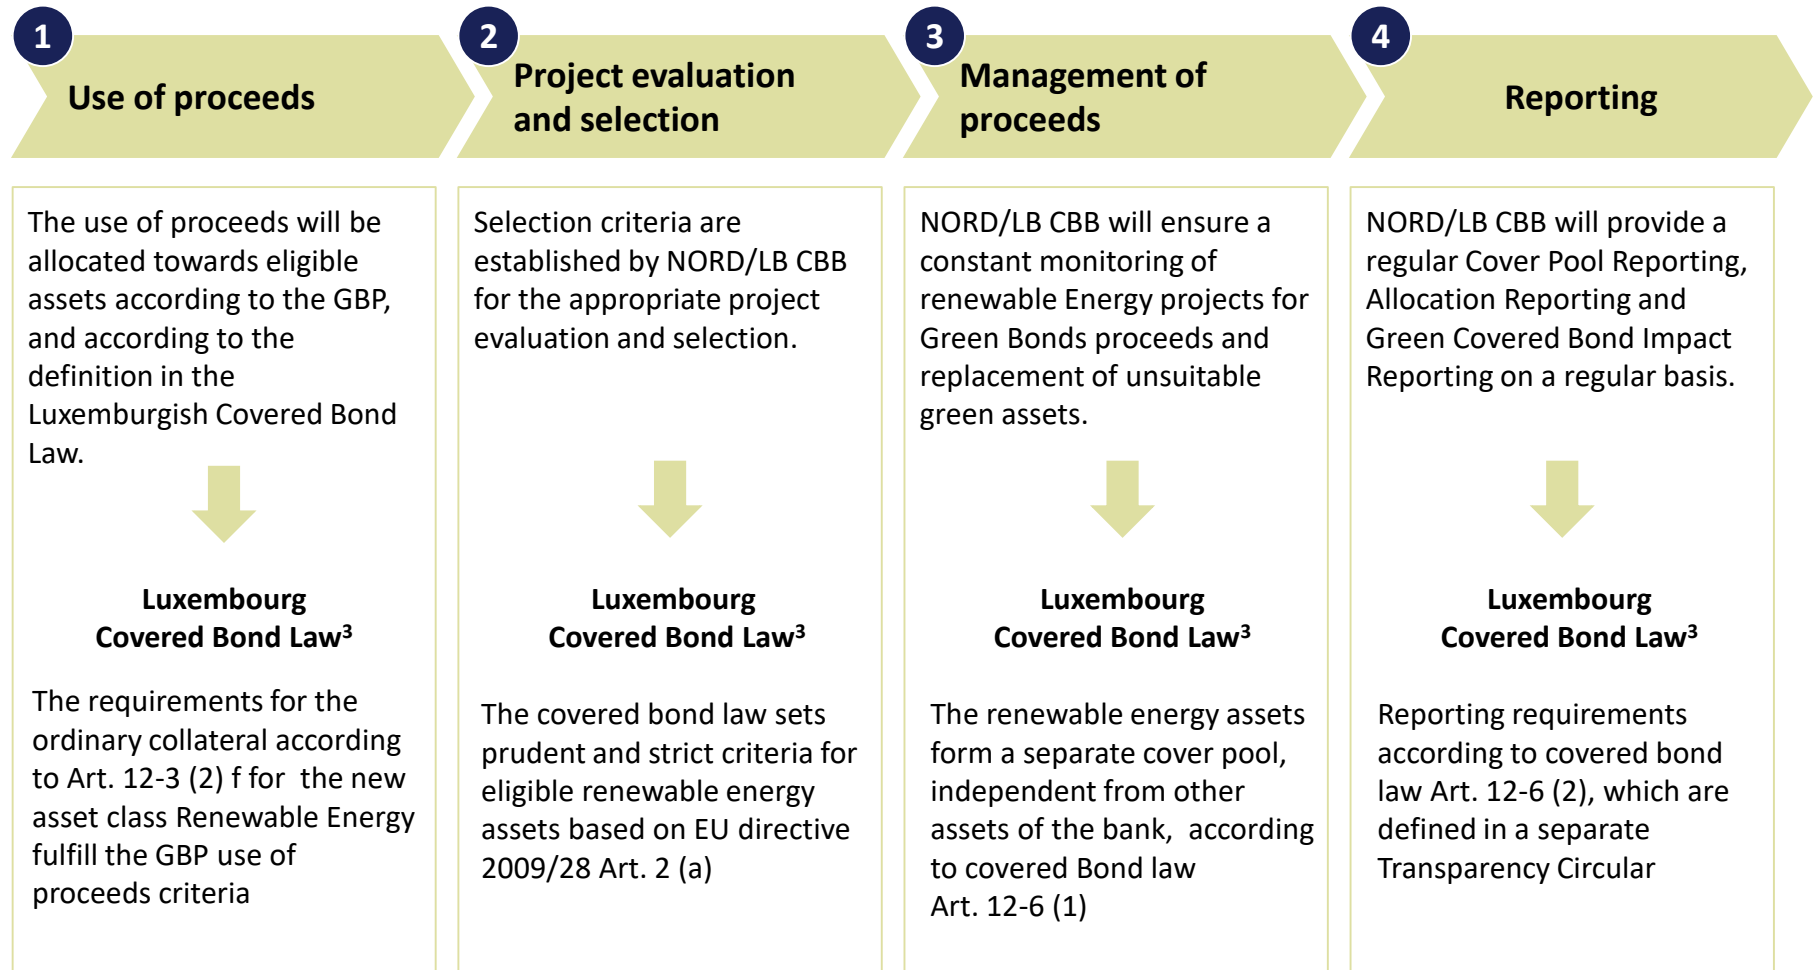 1
Use of proceeds
The use of proceeds will be
allocated towards eligible
assets according to the GBP,
and according to the
definition in the
Luxemburgish Covered Bond
Law.
Luxembourg
Covered Bond Law³
The requirements for the
ordinary collateral according
to Art. 12-3 (2) f for the new
asset class Renewable Energy
fulfill the GBP use of
proceeds criteria
2
Project evaluation
and selection
Selection criteria are
established by NORD/LB CBB
for the appropriate project
evaluation and selection.
Luxembourg
Covered Bond Law³
The covered bond law sets
prudent and strict criteria for
eligible renewable energy
assets based on EU directive
2009/28 Art. 2 (a)
3
Management of
proceeds
NORD/LB CBB will ensure a
constant monitoring of
renewable Energy projects for
Green Bonds proceeds and
replacement of unsuitable
green assets.
Luxembourg
Covered Bond Law³
The renewable energy assets
form a separate cover pool,
independent from other
assets of the bank, according
to covered Bond law
Art. 12-6 (1)
4
Reporting
NORD/LB CBB will provide a
regular Cover Pool Reporting,
Allocation Reporting and
Green Covered Bond Impact
Reporting on a regular basis.
Luxembourg
Covered Bond Law³
Reporting requirements
according to covered bond
law Art. 12-6 (2), which are
defined in a separate
Transparency Circular